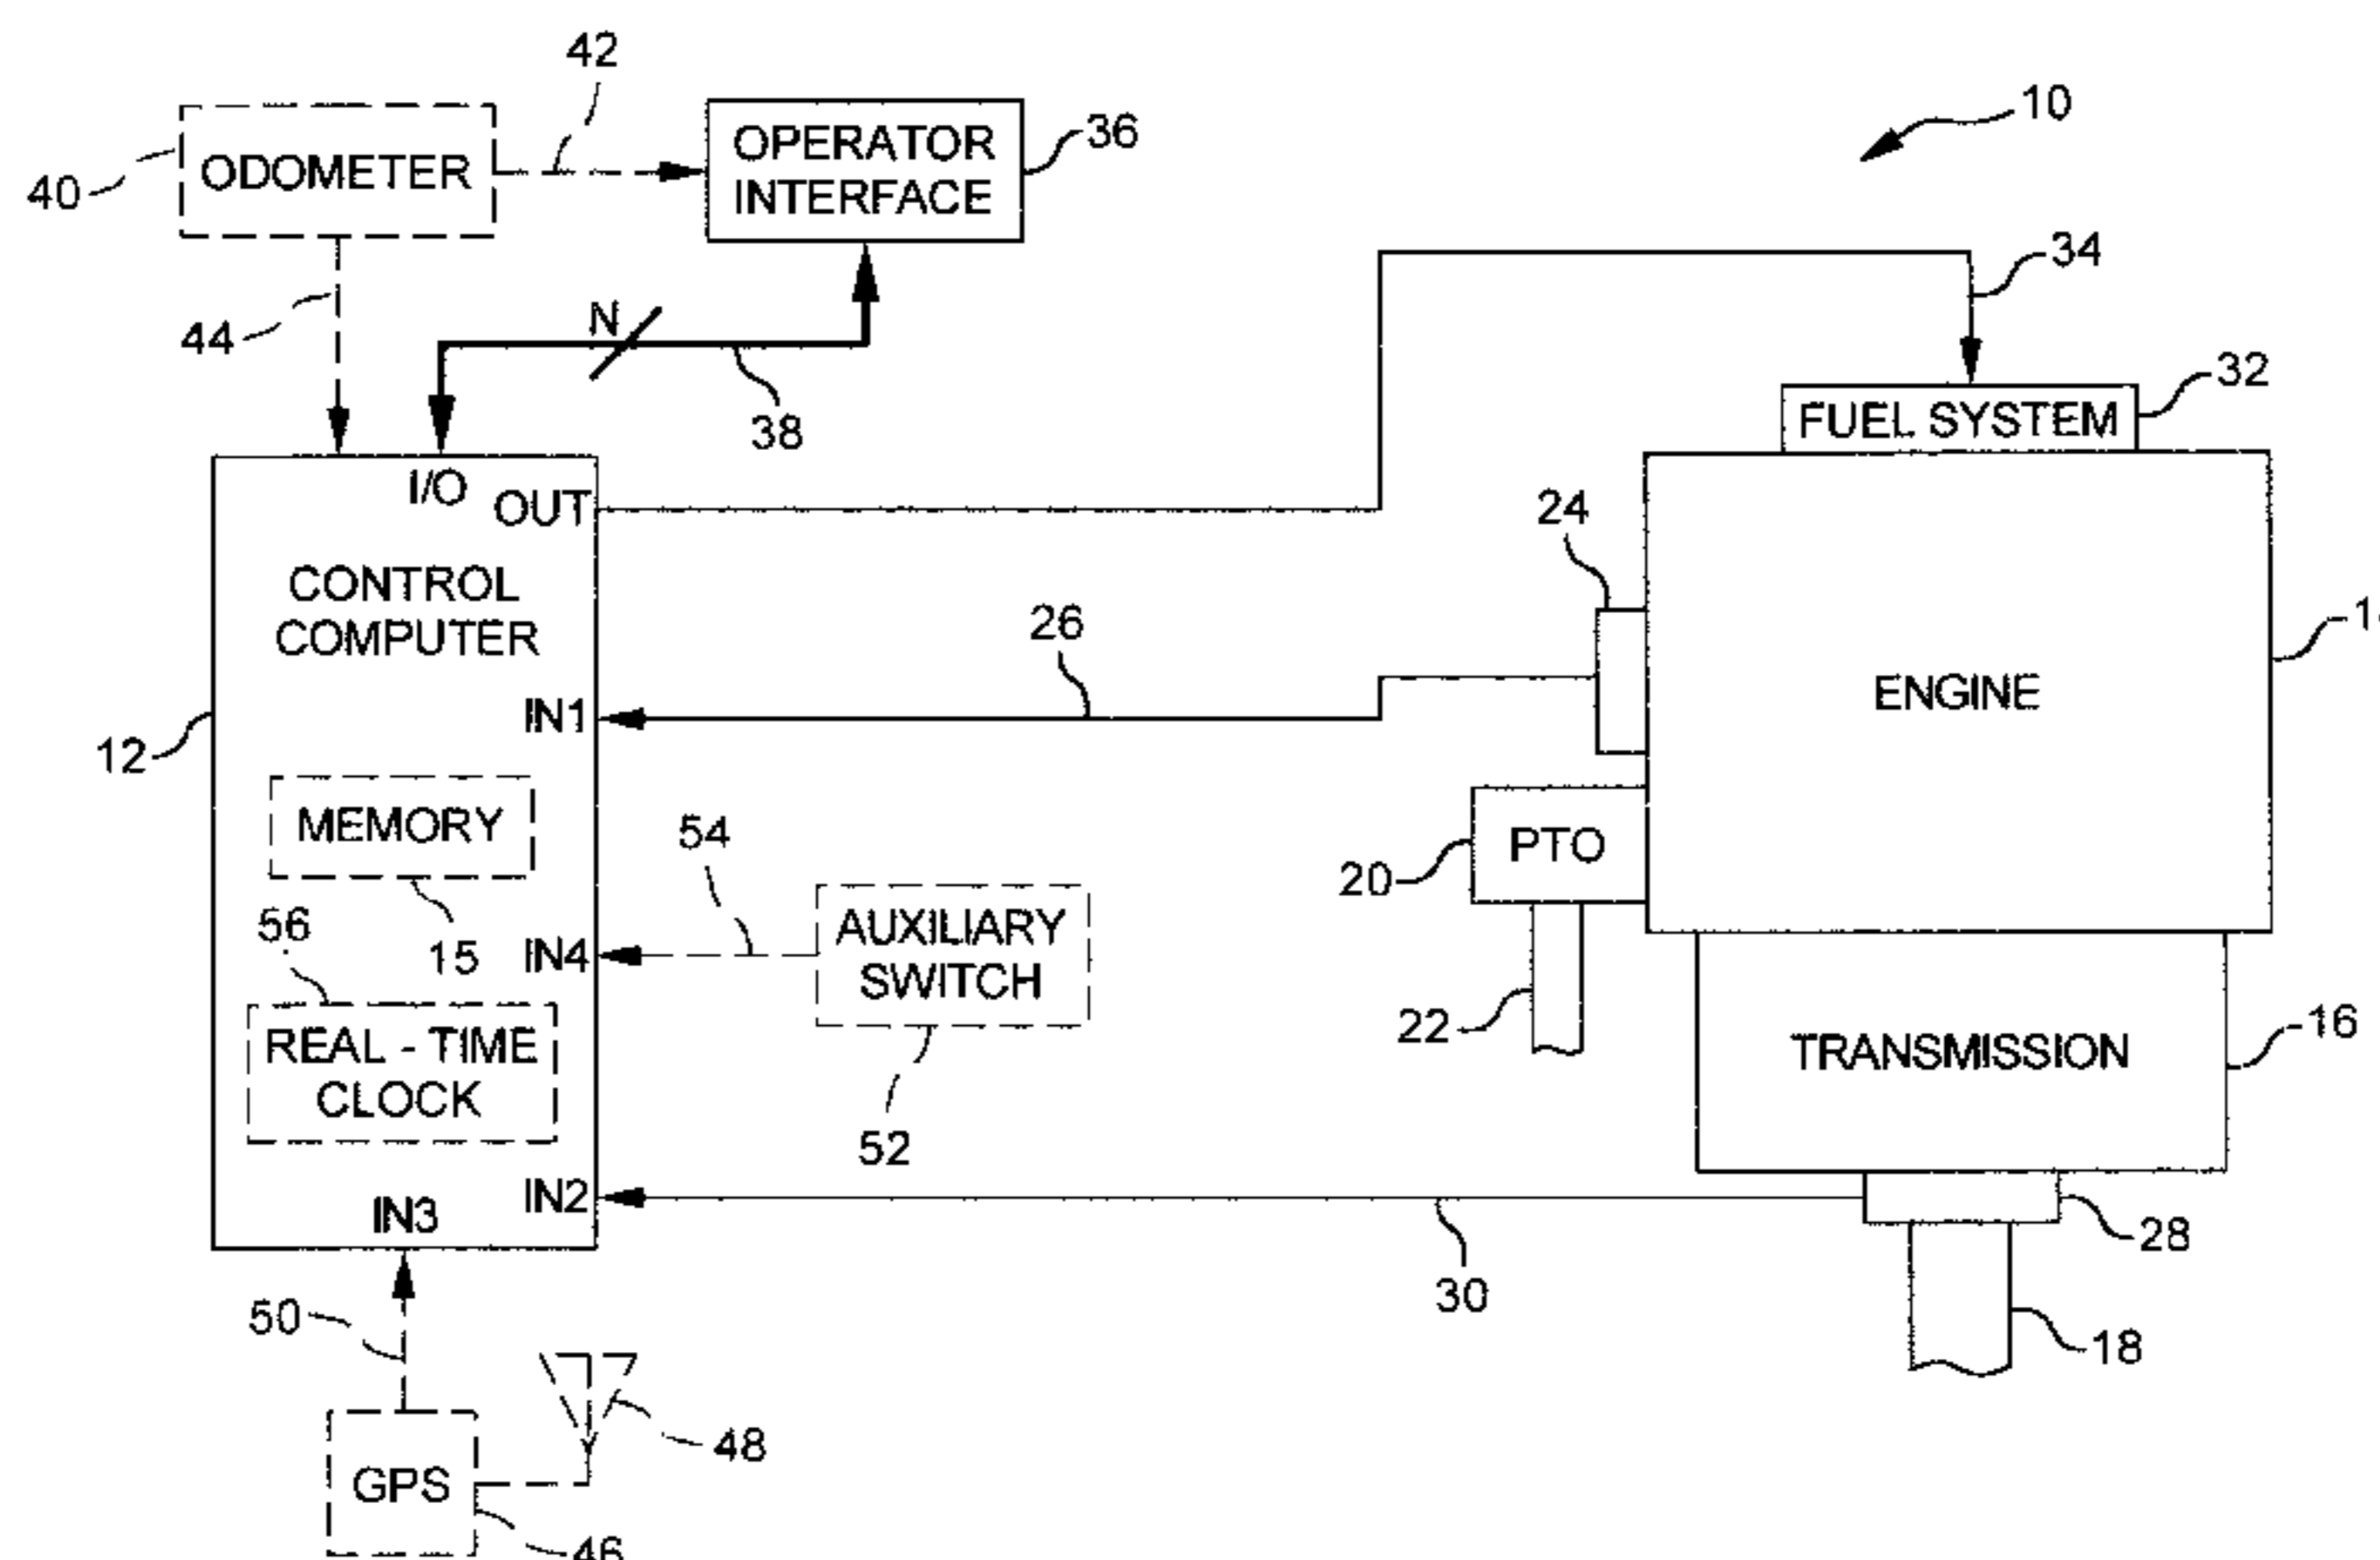 42
10
ODOMETER
40
OPERATOR
INTERFACE
36
34
44
N
38
32
FUEL SYSTEM
I/O
OUT
24
CONTROL
COMPUTER
26
ENGINE
IN1
12
MEMORY
54
PTO
20
AUXILIARY
SWITCH
56
15
IN4
22
REAL - TIME
CLOCK
TRANSMISSION
16
52
IN2
IN3
28
30
50
18
48
GPS
46